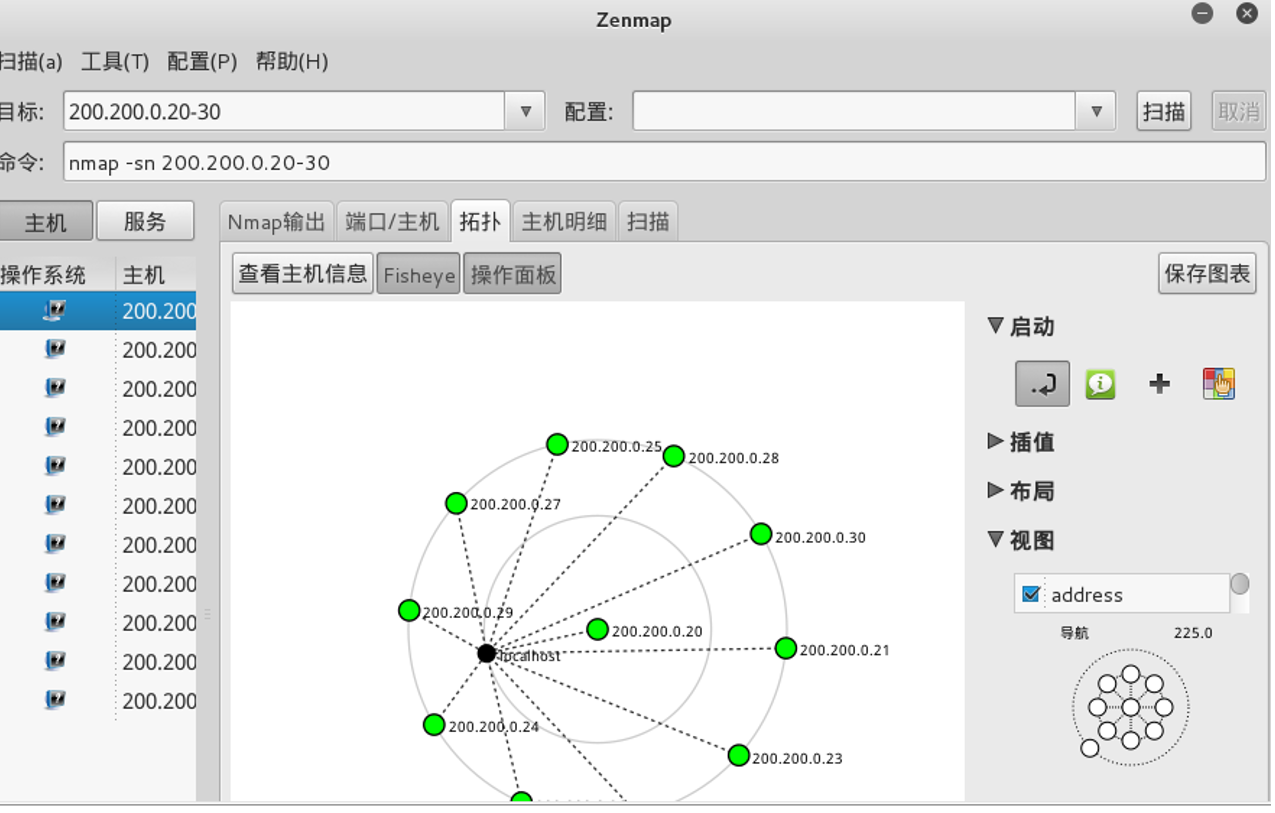 Zenmap
扫描(a) 工具(T) 配置(P) 帮助(H)
目标: 200.200.0.20-30 配置: 扫描 取消
命令: nmap -sn 200.200.0.20-30
主机 服务 Nmap输出 端口/主机 拓扑 主机明细 扫描
操作系统 主机 查看主机信息 Fisheye 操作面板 保存图表
200.200
200.200
200.200
200.200
200.200
200.200
200.200
200.200
200.200
200.200
200.200
200.200.0.25
200.200.0.28
200.200.0.27
200.200.0.30
200.200.0.29
200.200.0.20
localhost
200.200.0.21
200.200.0.24
200.200.0.23
启动
插值
布局
视图
address
导航 225.0